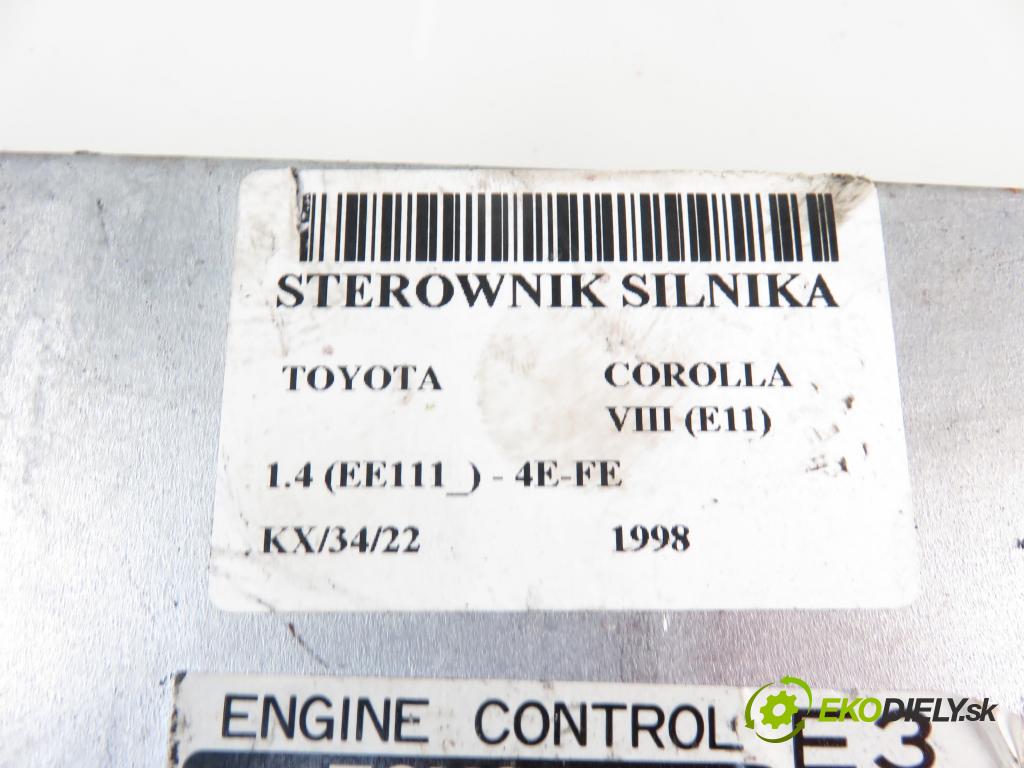 STEROWNIK SILNIKA
TOYOTA COROLLA
VIII (E11)
1.4 (EE111_) - 4E-FE
KX/34/22 1998
ENGINE CONTROL E3
EKODIELY.sk